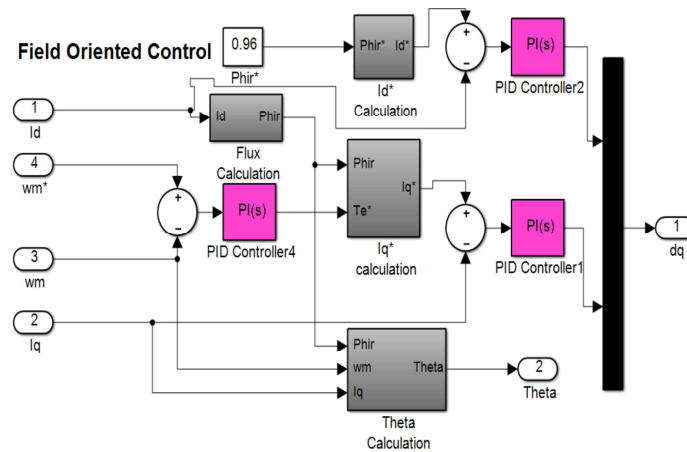 Field Oriented Control
0.96
Phir*
Phir* Id*
Id*
Calculation
+
−
PI(s)
PID Controller2
1
Id
Id Phir
Flux
Calculation
4
wm*
+
−
PI(s)
PID Controller4
Phir
Te*
Iq*
Iq*
calculation
+
−
PI(s)
PID Controller1
1
dq
3
wm
2
Iq
Phir
wm
Iq
Theta
Theta
Calculation
2
Theta